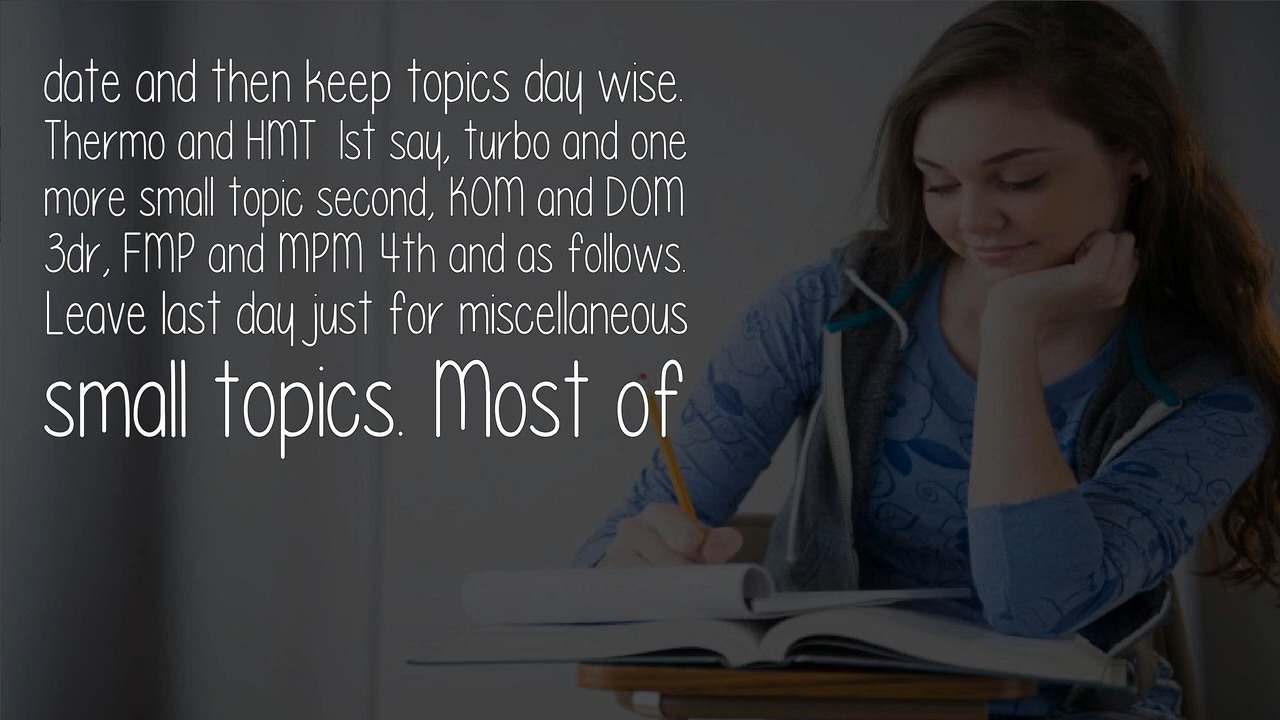 date and then keep topics day wise.
Thermo and HMT 1st say, turbo and one
more small topic second, KOM and DOM
3dr, FMP and MPM 4th and as follows.
Leave last day just for miscellaneous
small topics. Most of